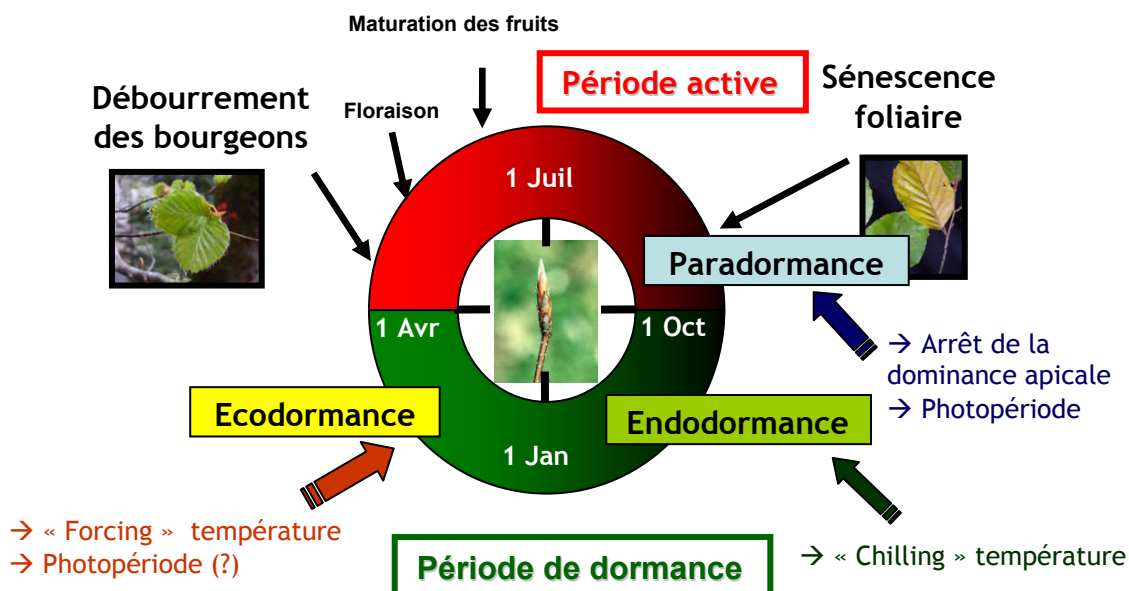 Maturation des fruits
Période active
Sénescence
foliaire
Débourrement
des bourgeons
Floraison
1 Juil
Paradormance
1 Avr
1 Oct
→ Arrêt de la
dominance apicale
→ Photopériode
Ecodormance
Endodormance
1 Jan
→ « Forcing » température
→ Photopériode (?)
→ « Chilling » température
Période de dormance